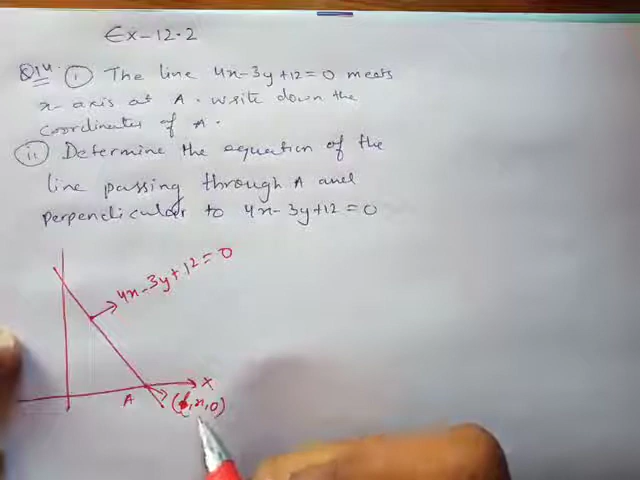 Ex-12.2
Q14. (i) The line 4x-3y+12=0 meets
x-axis at A. write down the
coordinates of A.
(ii) Determine the equation of the
line passing through A and
perpendicular to 4x-3y+12=0
4x-3y+12=0
X
A
x,0)